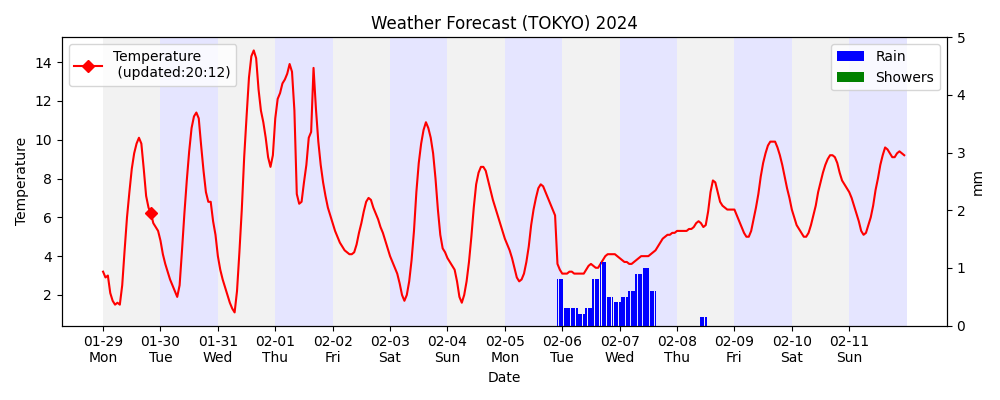 Weather Forecast (TOKYO) 2024
Temperature
(updated:20:12)
Rain
Showers
Temperature
14
12
10
8
6
4
2
5
4
3
2
1
0
mm
01-29 01-30 01-31 02-01 02-02 02-03 02-04 02-05 02-06 02-07 02-08 02-09 02-10 02-11
Mon Tue Wed Thu Fri Sat Sun Mon Tue Wed Thu Fri Sat Sun
Date